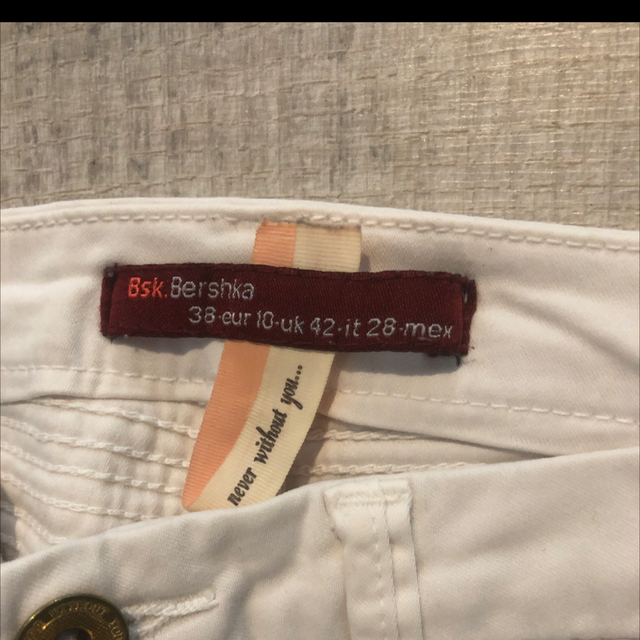 Bsk.Bershka
38-eur 10-uk 42-it 28-mex
never without you...